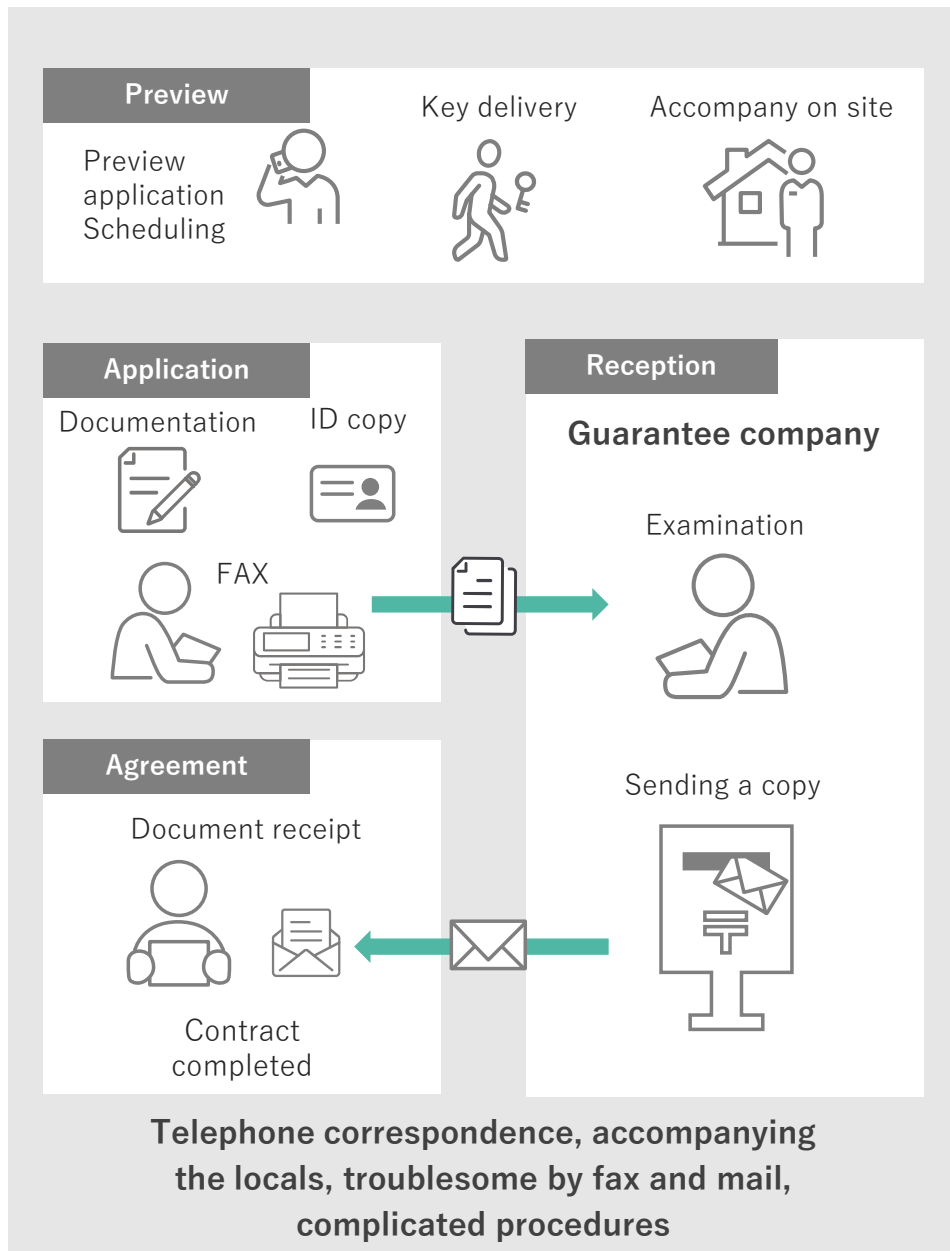 Preview
Preview
application
Scheduling
Key delivery
Accompany on site
Application
Documentation
ID copy
FAX
Reception
Guarantee company
Examination
Sending a copy
Agreement
Document receipt
Contract
completed
Telephone correspondence, accompanying
the locals, troublesome by fax and mail,
complicated procedures